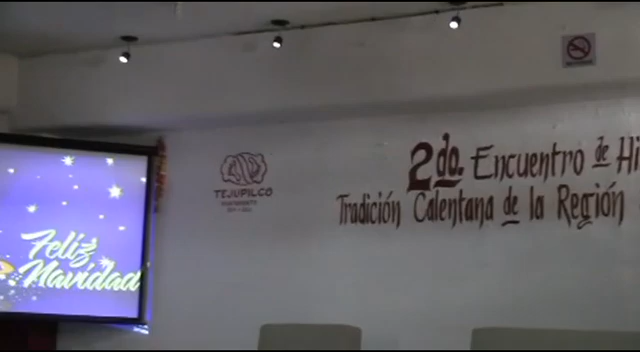 2do. Encuentro de Hi
Tradición Calentana de la Región
TEJUPILCO
Feliz
Navidad